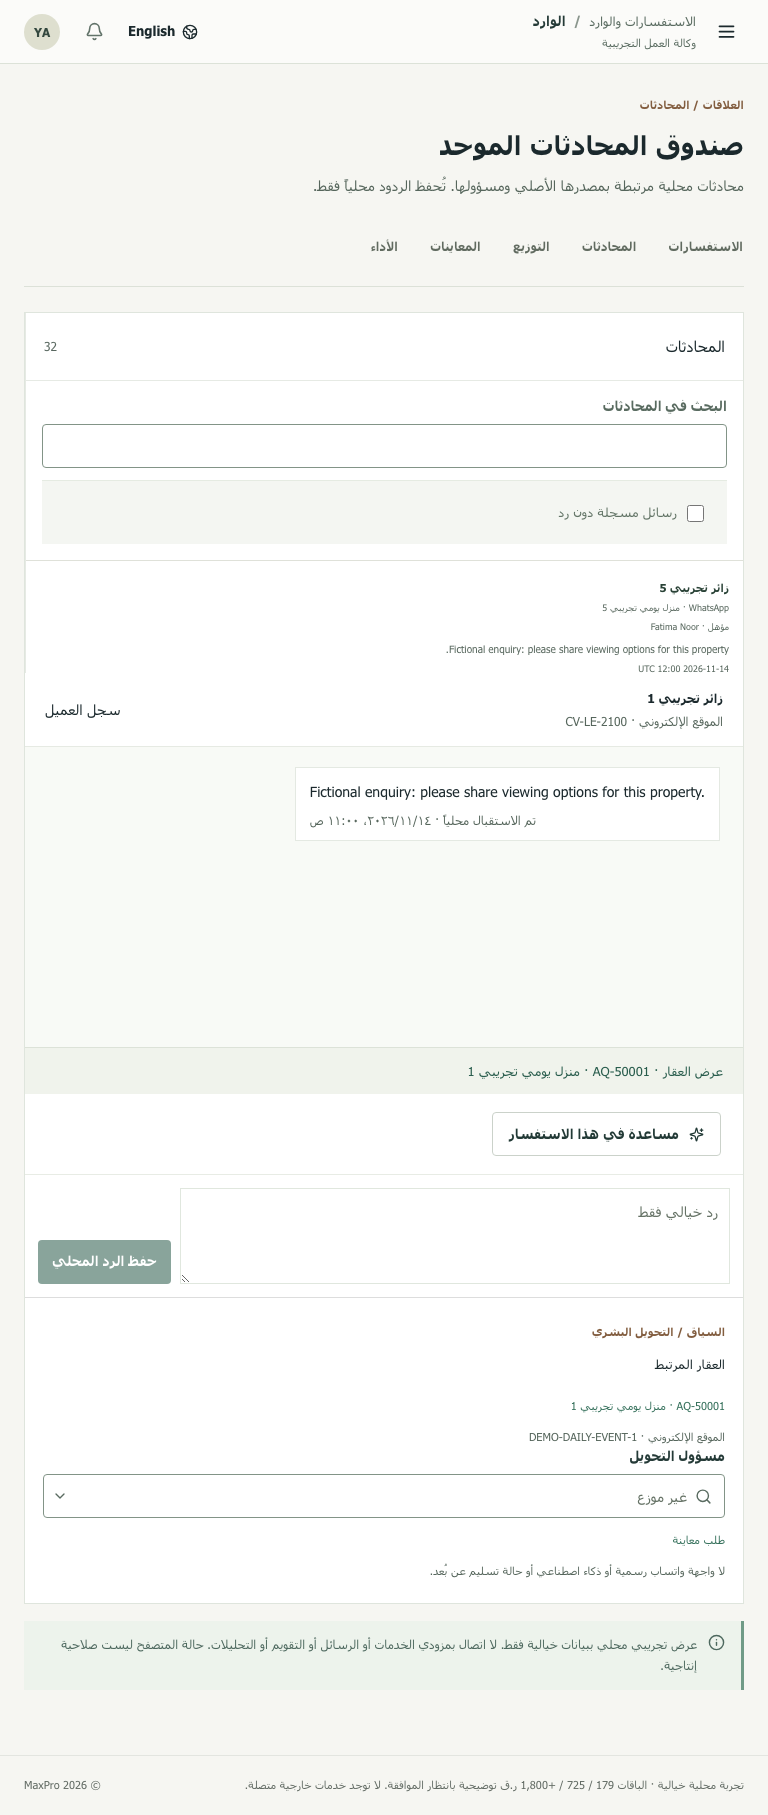 الاستفسارات والوارد / الوارد
وكالة العمل التجريبية
English
YA
العلاقات / المحادثات
صندوق المحادثات الموحد
محادثات محلية مرتبطة بمصدرها الأصلي ومسؤولها. تُحفظ الردود محلياً فقط.
الاستفسارات المحادثات التوزيع المعاينات الأداء
المحادثات 32
البحث في المحادثات
رسائل مسجلة دون رد
زائر تجريبي 5
WhatsApp · منزل يومي تجريبي 5
مؤهل · Fatima Noor
Fictional enquiry: please share viewing options for this property.
2026-11-14 12:00 UTC
زائر تجريبي 1
الموقع الإلكتروني · CV-LE-2100
سجل العميل
Fictional enquiry: please share viewing options for this property.
تم الاستقبال محلياً · ٢٠٢٦/١١/١٤، ١١:٠٠ ص
عرض العقار · AQ-50001 · منزل يومي تجريبي 1
مساعدة في هذا الاستفسار
رد خيالي فقط
حفظ الرد المحلي
السياق / التحويل البشري
العقار المرتبط
AQ-50001 · منزل يومي تجريبي 1
الموقع الإلكتروني · DEMO-DAILY-EVENT-1
مسؤول التحويل
غير موزع
طلب معاينة
لا واجهة واتساب رسمية أو ذكاء اصطناعي أو حالة تسليم عن بُعد.
عرض تجريبي محلي ببيانات خيالية فقط. لا اتصال بمزودي الخدمات أو الرسائل أو التقويم أو التحليلات. حالة المتصفح ليست صلاحية
إنتاجية.
تجربة محلية خيالية · الباقات 179 / 725 / +1,800 ر.ق توضيحية بانتظار الموافقة. لا توجد خدمات خارجية متصلة.
© 2026 MaxPro